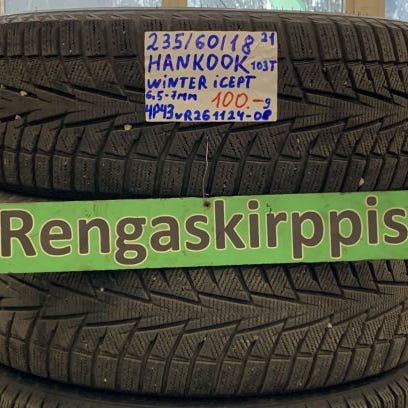 235/60/18 21
HANKOOK 103T
WINTER iCEPT
6,5-7mm 100.-
4P43vR261124-08
Rengaskirppis